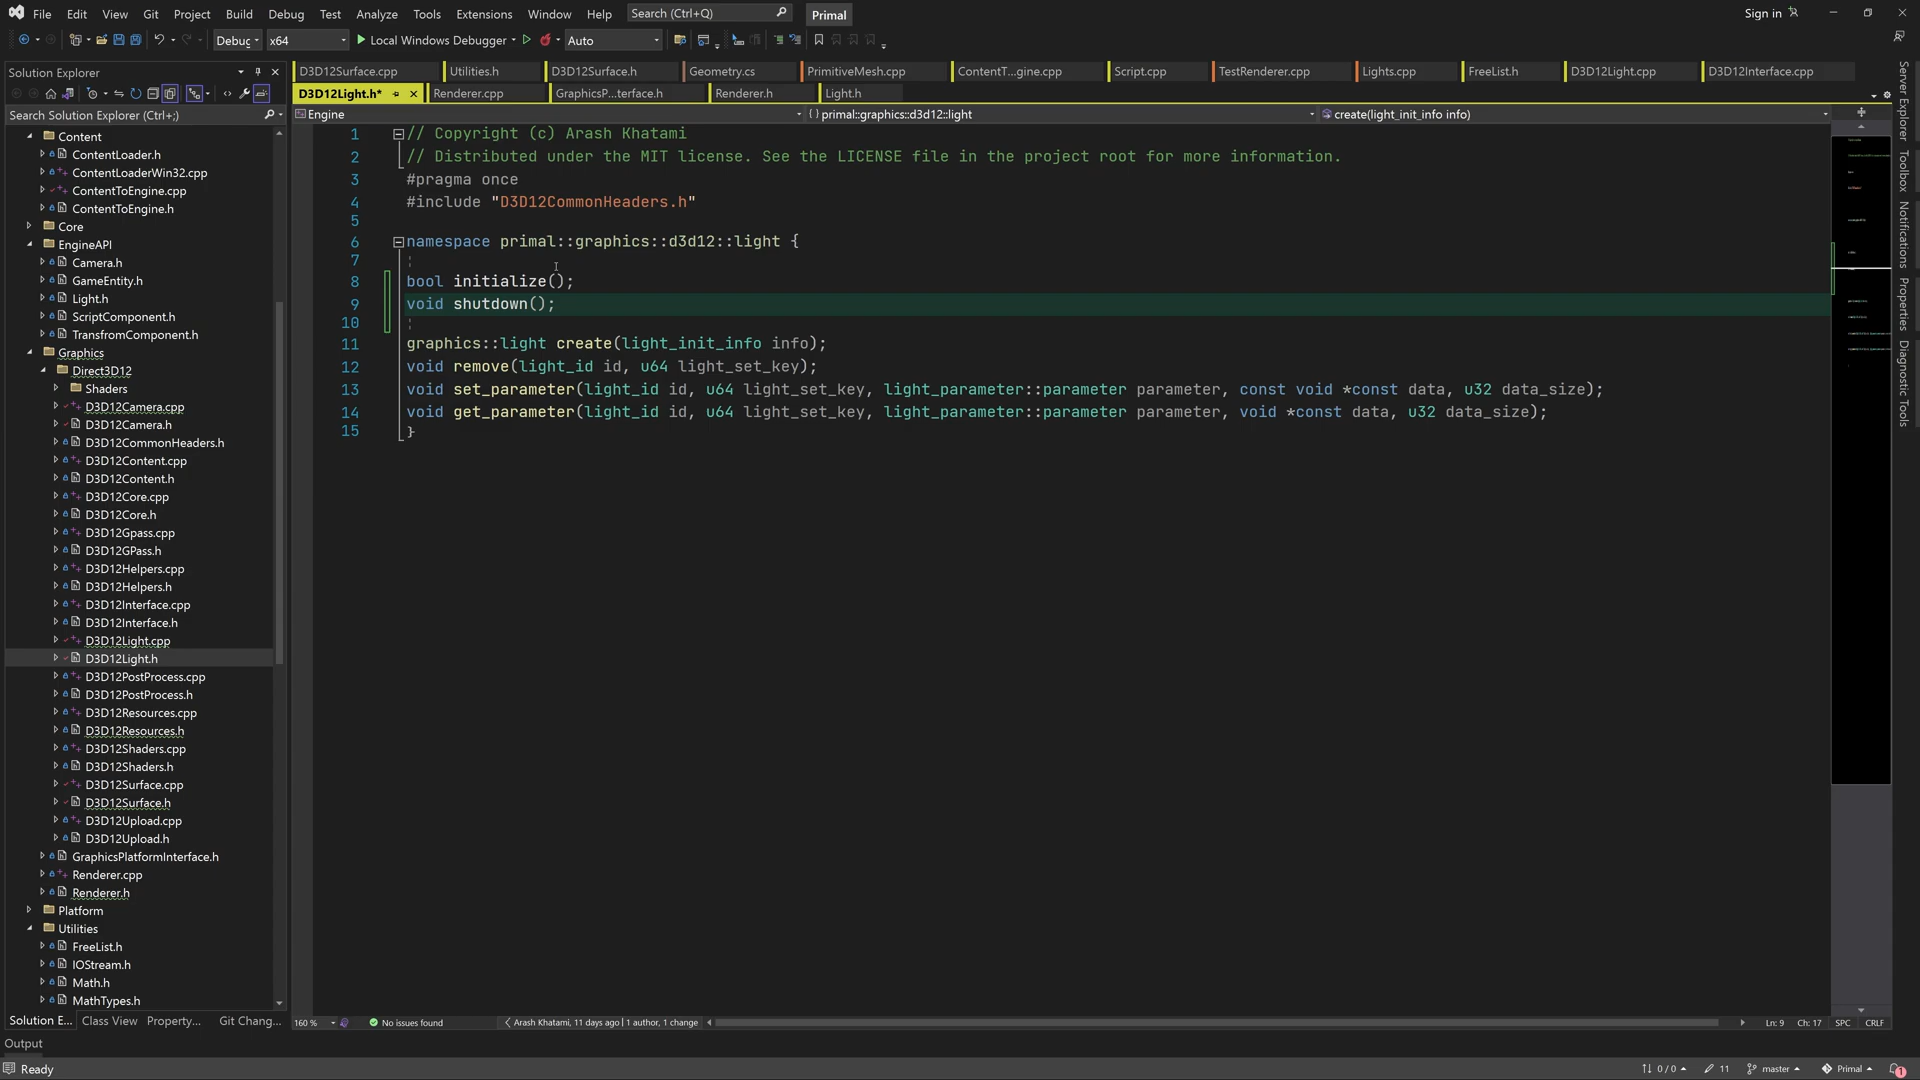 File Edit View Git Project Build Debug Test Analyze Tools Extensions Window Help Search (Ctrl+Q) Primal Sign in
Debug x64 Local Windows Debugger Auto
Solution Explorer
Search Solution Explorer (Ctrl+;)
Content
ContentLoader.h
ContentLoaderWin32.cpp
ContentToEngine.cpp
ContentToEngine.h
Core
EngineAPI
Camera.h
GameEntity.h
Light.h
ScriptComponent.h
TransfromComponent.h
Graphics
Direct3D12
Shaders
D3D12Camera.cpp
D3D12Camera.h
D3D12CommonHeaders.h
D3D12Content.cpp
D3D12Content.h
D3D12Core.cpp
D3D12Core.h
D3D12Gpass.cpp
D3D12GPass.h
D3D12Helpers.cpp
D3D12Helpers.h
D3D12Interface.cpp
D3D12Interface.h
D3D12Light.cpp
D3D12Light.h
D3D12PostProcess.cpp
D3D12PostProcess.h
D3D12Resources.cpp
D3D12Resources.h
D3D12Shaders.cpp
D3D12Shaders.h
D3D12Surface.cpp
D3D12Surface.h
D3D12Upload.cpp
D3D12Upload.h
GraphicsPlatformInterface.h
Renderer.cpp
Renderer.h
Platform
Utilities
FreeList.h
IOStream.h
Math.h
MathTypes.h
Solution E... Class View Property... Git Chang...
D3D12Surface.cpp Utilities.h D3D12Surface.h Geometry.cs PrimitiveMesh.cpp ContentT...gine.cpp Script.cpp TestRenderer.cpp Lights.cpp FreeList.h D3D12Light.cpp D3D12Interface.cpp
D3D12Light.h* Renderer.cpp GraphicsP...terface.h Renderer.h Light.h
Engine {} primal::graphics::d3d12::light create(light_init_info info)
1 // Copyright (c) Arash Khatami
2 // Distributed under the MIT license. See the LICENSE file in the project root for more information.
3 #pragma once
4 #include "D3D12CommonHeaders.h"
5
6 namespace primal::graphics::d3d12::light {
7
8 bool initialize();
9 void shutdown();
10
11 graphics::light create(light_init_info info);
12 void remove(light_id id, u64 light_set_key);
13 void set_parameter(light_id id, u64 light_set_key, light_parameter::parameter parameter, const void *const data, u32 data_size);
14 void get_parameter(light_id id, u64 light_set_key, light_parameter::parameter parameter, void *const data, u32 data_size);
15 }
160 % No issues found Arash Khatami, 11 days ago | 1 author, 1 change Ln: 9 Ch: 17 SPC CRLF
Server Explorer
Toolbox
Notifications
Properties
Diagnostic Tools
Output
Ready 0 / 0 11 master Primal 1